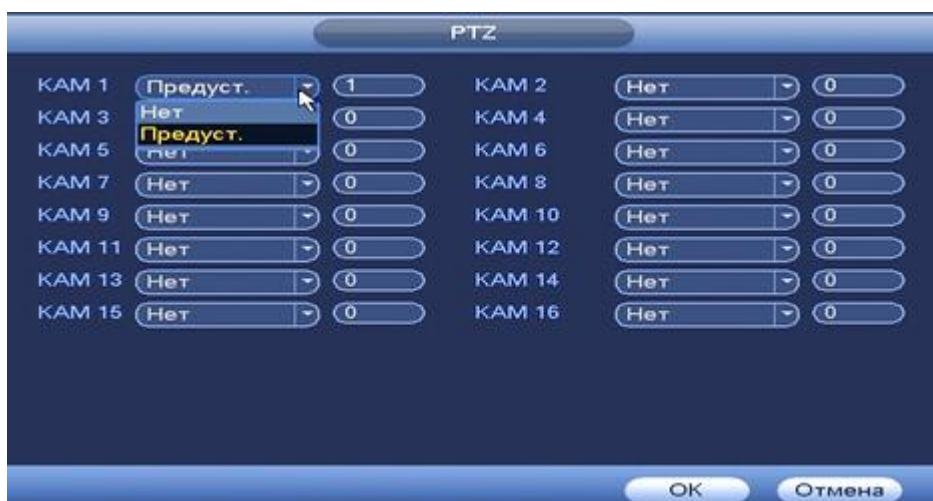 PTZ
КАМ 1 Предуст. 1 КАМ 2 Нет 0
КАМ 3 Нет 0 КАМ 4 Нет 0
Предуст.
КАМ 5 Нет 0 КАМ 6 Нет 0
КАМ 7 Нет 0 КАМ 8 Нет 0
КАМ 9 Нет 0 КАМ 10 Нет 0
КАМ 11 Нет 0 КАМ 12 Нет 0
КАМ 13 Нет 0 КАМ 14 Нет 0
КАМ 15 Нет 0 КАМ 16 Нет 0
OK Отмена